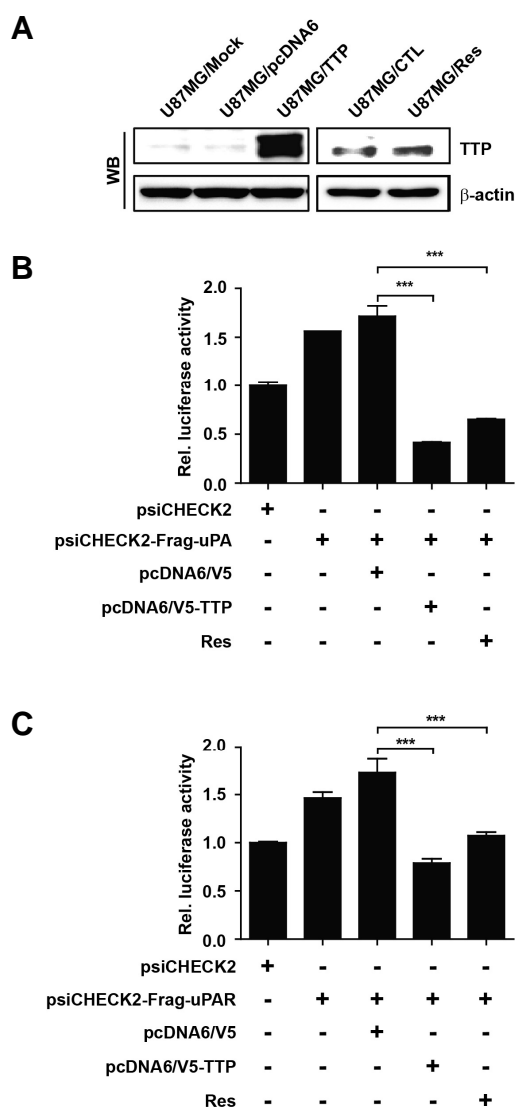 A
U87MG/Mock
U87MG/pcDNA6
U87MG/TTP
U87MG/CTL
U87MG/Res
WB
TTP
β-actin
B
Rel. luciferase activity
2.0
1.5
1.0
0.5
0.0
***
***
psiCHECK2 + - - - -
psiCHECK2-Frag-uPA - + + + +
pcDNA6/V5 - - + - -
pcDNA6/V5-TTP - - - + -
Res - - - - +
C
Rel. luciferase activity
2.0
1.5
1.0
0.5
0.0
***
***
psiCHECK2 + - - - -
psiCHECK2-Frag-uPAR - + + + +
pcDNA6/V5 - - + - -
pcDNA6/V5-TTP - - - + -
Res - - - - +